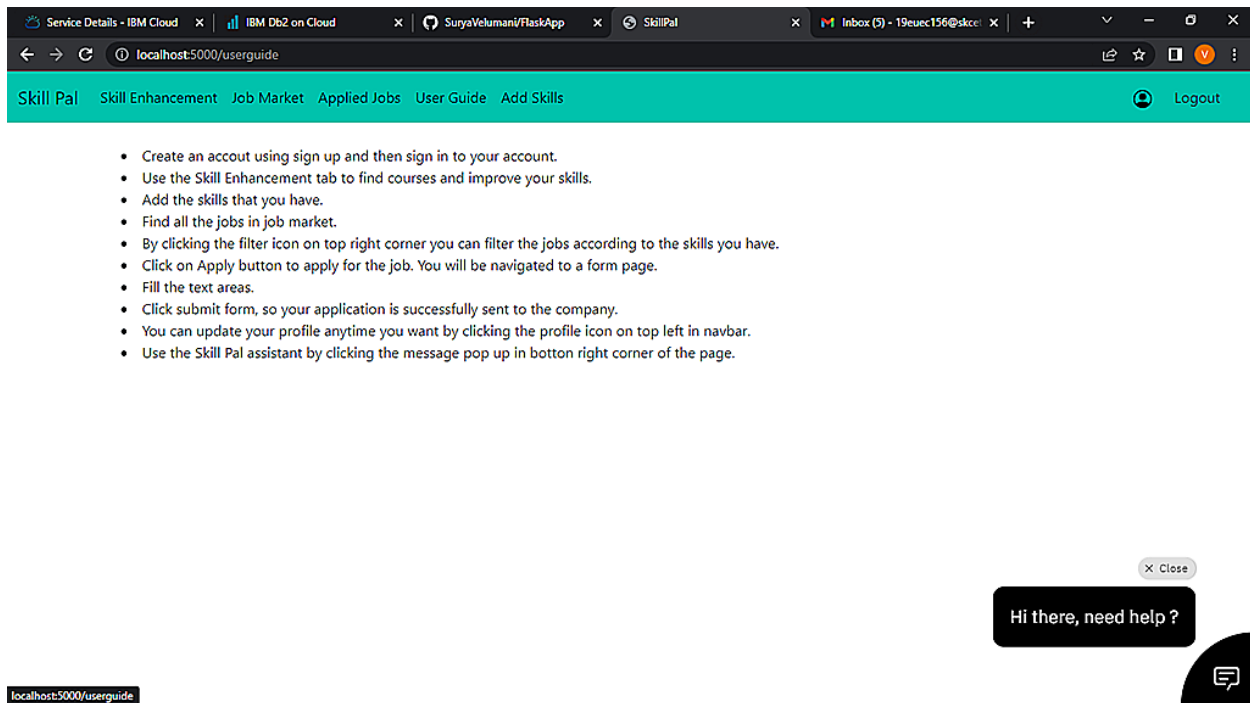 Service Details - IBM Cloud
IBM Db2 on Cloud
SuryaVelumani/FlaskApp
SkillPal
Inbox (5) - 19euec156@skcet
localhost:5000/userguide
V
Skill Pal
Skill Enhancement
Job Market
Applied Jobs
User Guide
Add Skills
Logout
Create an accout using sign up and then sign in to your account.
Use the Skill Enhancement tab to find courses and improve your skills.
Add the skills that you have.
Find all the jobs in job market.
By clicking the filter icon on top right corner you can filter the jobs according to the skills you have.
Click on Apply button to apply for the job. You will be navigated to a form page.
Fill the text areas.
Click submit form, so your application is successfully sent to the company.
You can update your profile anytime you want by clicking the profile icon on top left in navbar.
Use the Skill Pal assistant by clicking the message pop up in botton right corner of the page.
Close
Hi there, need help ?
localhost:5000/userguide